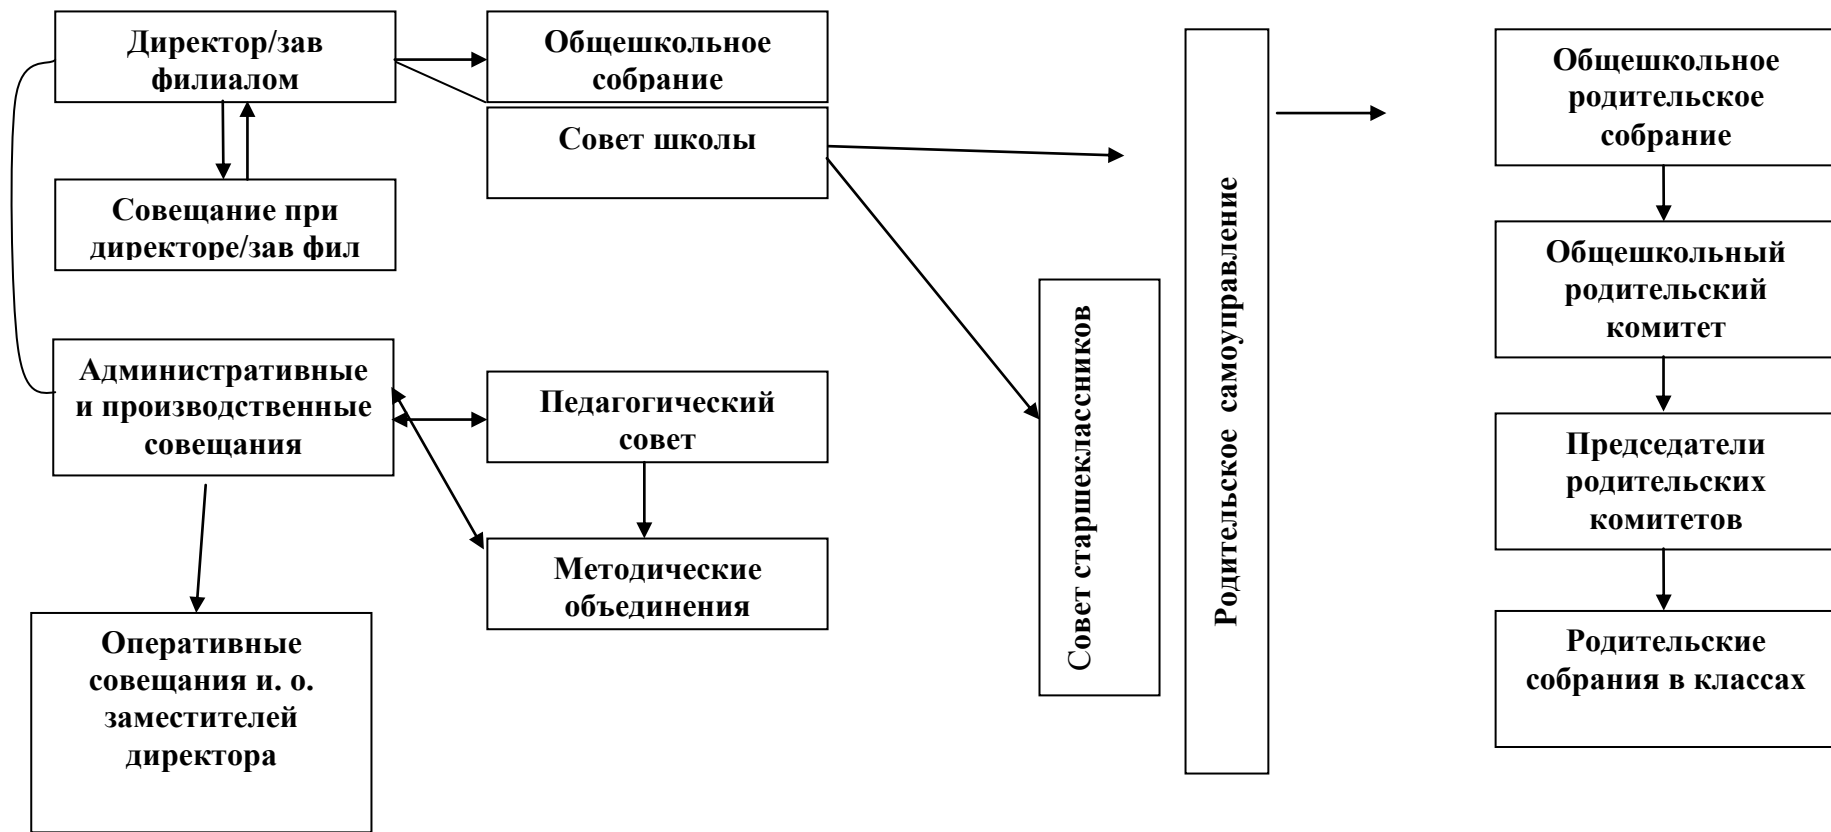 Директор/зав
филиалом
Общешкольное
собрание
Совет школы
Совещание при
директоре/зав фил
Административные
и производственные
совещания
Педагогический
совет
Методические
объединения
Оперативные
совещания и. о.
заместителей
директора
Совет старшеклассников
Родительское самоуправление
Общешкольное
родительское
собрание
Общешкольный
родительский
комитет
Председатели
родительских
комитетов
Родительские
собрания в классах